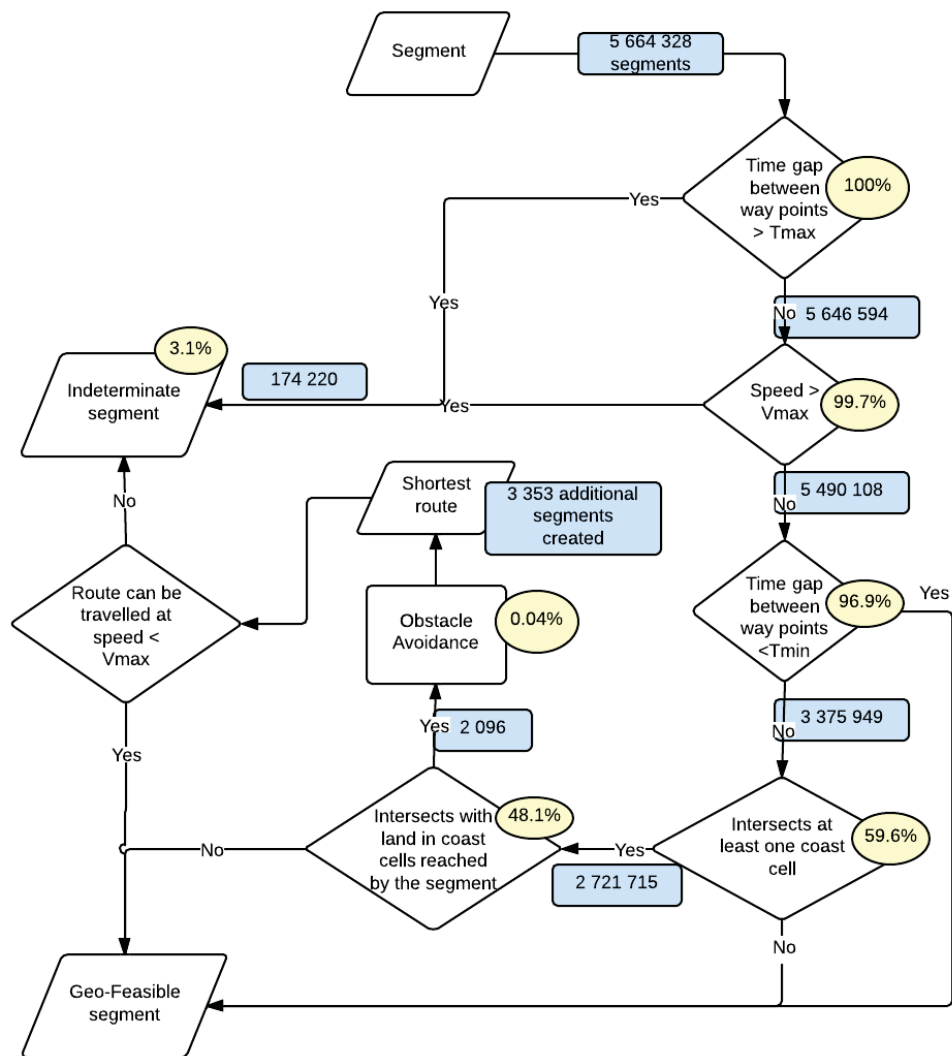 Segment
5 664 328
segments
Time gap
between
way points
> Tmax
100%
Yes
Yes
No
5 646 594
3.1%
Indeterminate
segment
174 220
Yes
Speed >
Vmax
99.7%
No
5 490 108
No
Shortest
route
3 353 additional
segments
created
Time gap
between
way points
<Tmin
96.9%
Yes
Route can be
travelled at
speed <
Vmax
Obstacle
Avoidance
0.04%
No
3 375 949
Yes
2 096
Yes
Intersects with
land in coast
cells reached
by the segment
48.1%
No
Yes
2 721 715
Intersects at
least one coast
cell
59.6%
No
Geo-Feasible
segment